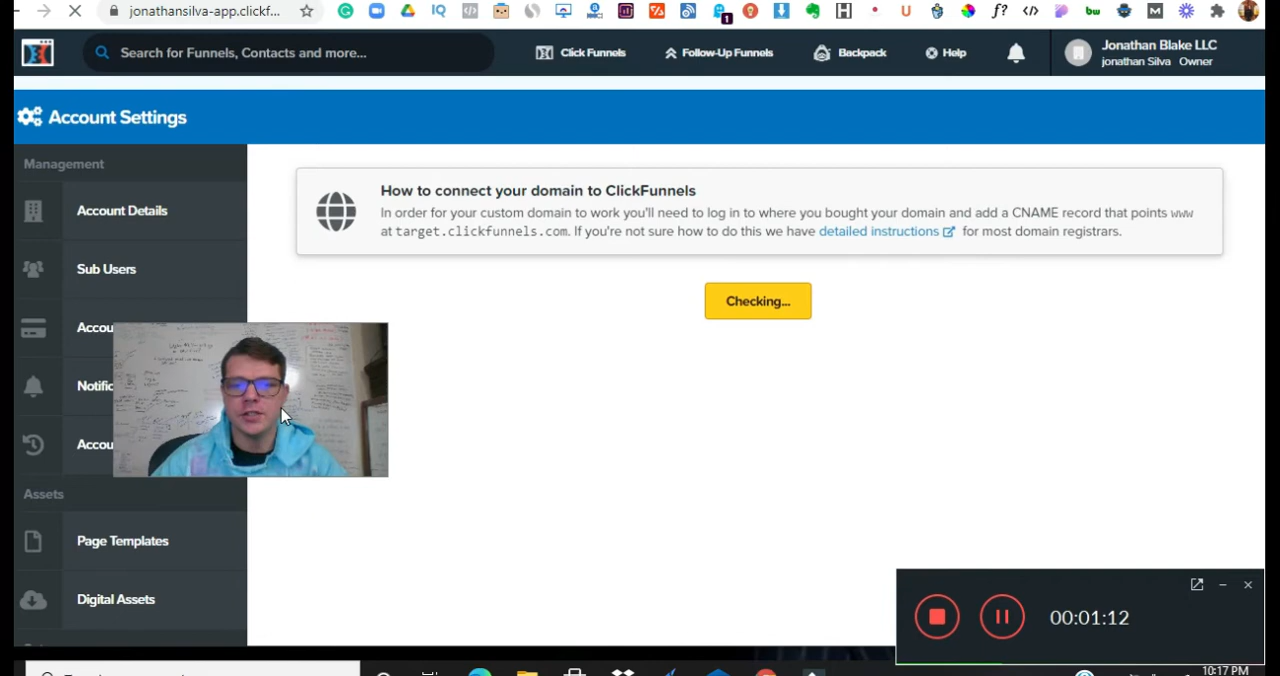 jonathansilva-app.clickf...
Search for Funnels, Contacts and more...
Click Funnels
Follow-Up Funnels
Backpack
Help
Jonathan Blake LLC
jonathan Silva Owner
Account Settings
Management
Account Details
Sub Users
Accou
Notific
Accou
Assets
Page Templates
Digital Assets
How to connect your domain to ClickFunnels
In order for your custom domain to work you'll need to log in to where you bought your domain and add a CNAME record that points www
at target.clickfunnels.com. If you're not sure how to do this we have detailed instructions for most domain registrars.
Checking...
00:01:12
10:17 PM